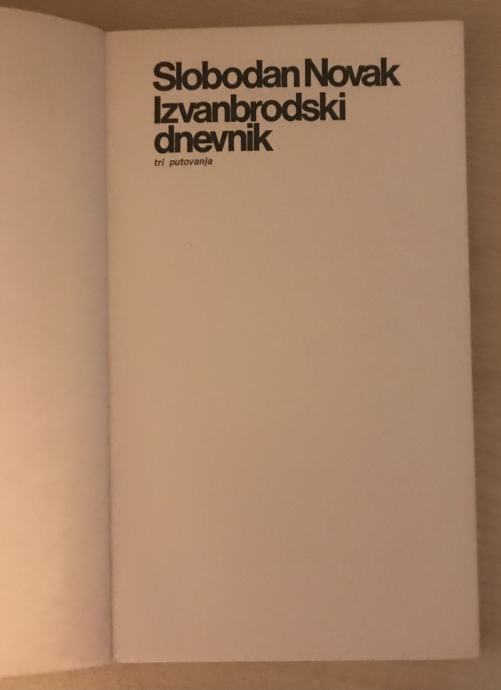 Slobodan Novak
Izvanbrodski
dnevnik
tri putovanja